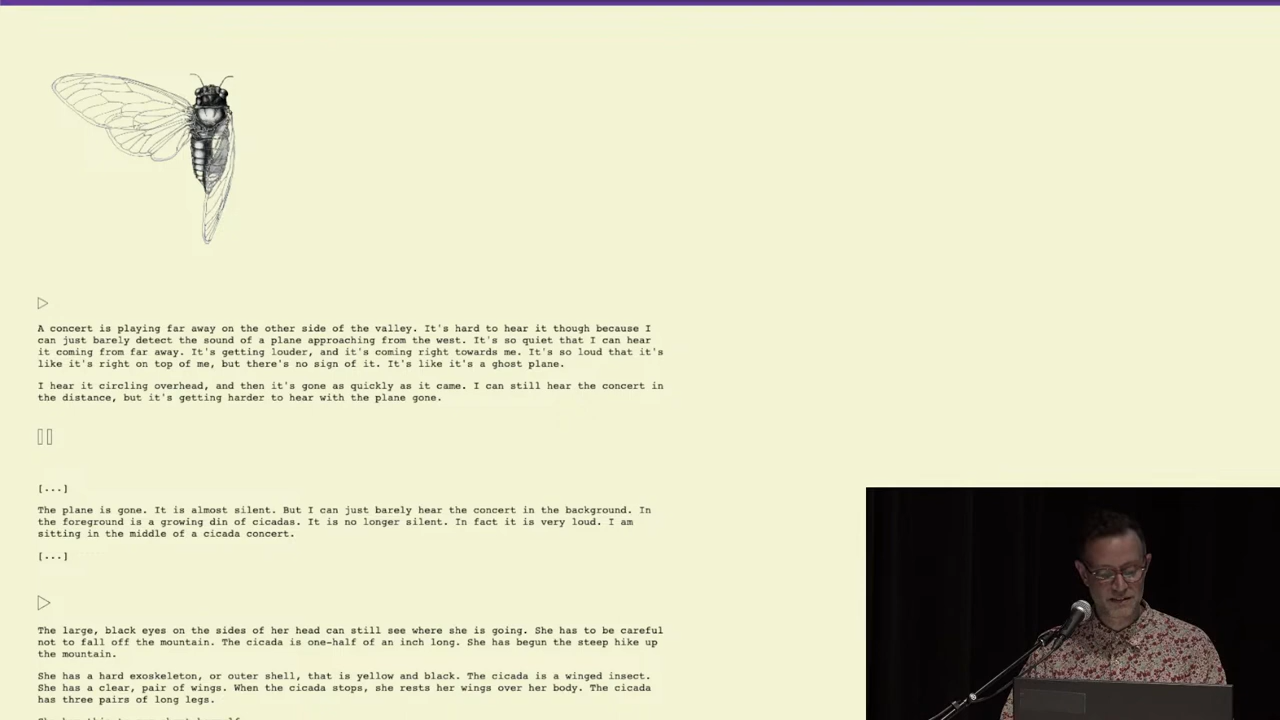 A concert is playing far away on the other side of the valley. It's hard to hear it though because I
can just barely detect the sound of a plane approaching from the west. It's so quiet that I can hear
it coming from far away. It's getting louder, and it's coming right towards me. It's so loud that it's
like it's right on top of me, but there's no sign of it. It's like it's a ghost plane.
I hear it circling overhead, and then it's gone as quickly as it came. I can still hear the concert in
the distance, but it's getting harder to hear with the plane gone.
[...]
The plane is gone. It is almost silent. But I can just barely hear the concert in the background. In
the foreground is a growing din of cicadas. It is no longer silent. In fact it is very loud. I am
sitting in the middle of a cicada concert.
[...]
The large, black eyes on the sides of her head can still see where she is going. She has to be careful
not to fall off the mountain. The cicada is one-half of an inch long. She has begun the steep hike up
the mountain.
She has a hard exoskeleton, or outer shell, that is yellow and black. The cicada is a winged insect.
She has a clear, pair of wings. When the cicada stops, she rests her wings over her body. The cicada
has three pairs of long legs.